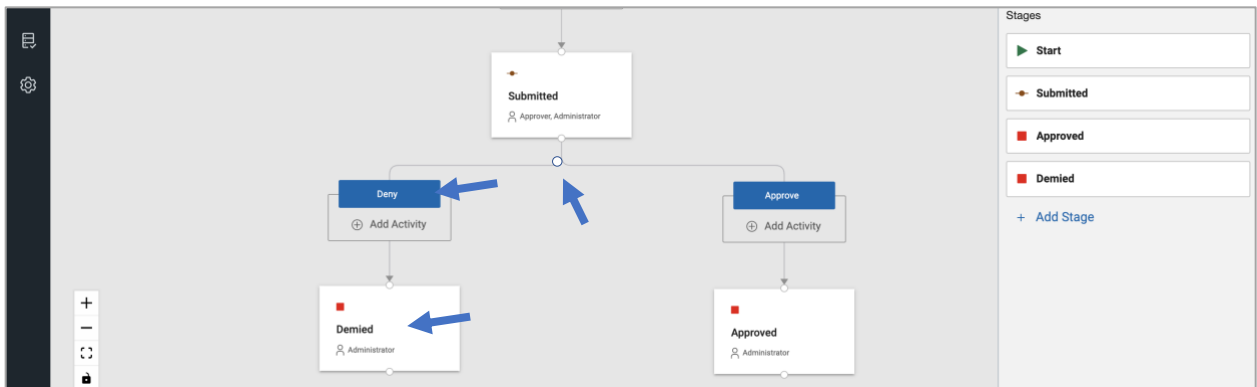 Submitted
Approver, Administrator
Deny
Add Activity
Approve
Add Activity
Demied
Administrator
Approved
Administrator
Stages
Start
Submitted
Approved
Demied
+ Add Stage